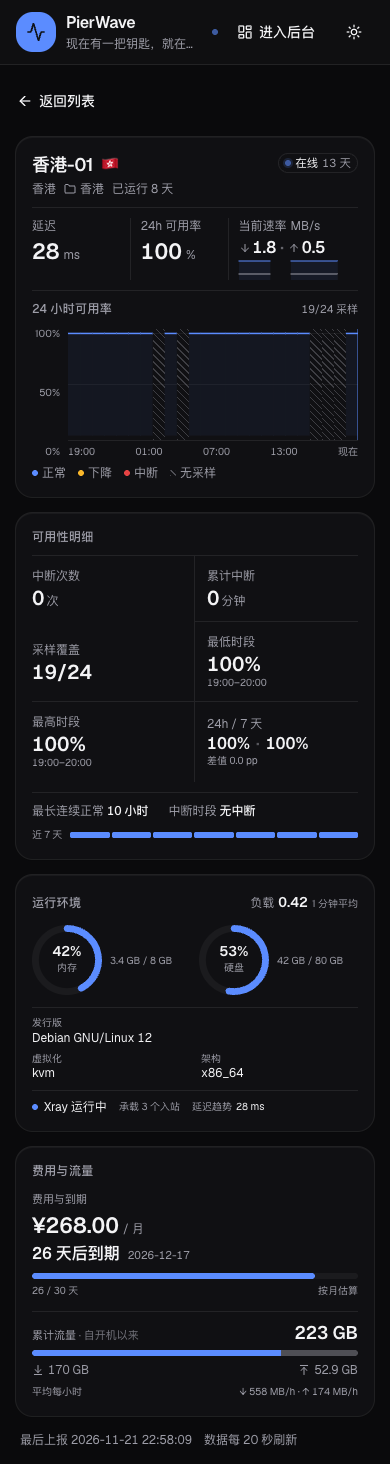 PierWave
现在有一把钥匙，就在…
进入后台
返回列表
香港-01
在线 13 天
香港 香港 已运行 8 天
延迟
28 ms
24h 可用率
100 %
当前速率 MB/s
↓ 1.8 · ↑ 0.5
24 小时可用率
19/24 采样
100%
50%
0%
19:00 01:00 07:00 13:00 现在
正常 下降 中断 无采样
可用性明细
中断次数
0 次
累计中断
0 分钟
采样覆盖
19/24
最低时段
100%
19:00–20:00
最高时段
100%
19:00–20:00
24h / 7 天
100% · 100%
差值 0.0 pp
最长连续正常 10 小时 中断时段 无中断
近 7 天
运行环境
负载 0.42 1 分钟平均
42%
内存
3.4 GB / 8 GB
53%
硬盘
42 GB / 80 GB
发行版
Debian GNU/Linux 12
虚拟化
kvm
架构
x86_64
Xray 运行中 承载 3 个入站 延迟趋势 28 ms
费用与流量
费用与到期
¥268.00 / 月
26 天后到期 2026-12-17
26 / 30 天
按月估算
累计流量 · 自开机以来
223 GB
170 GB
52.9 GB
平均每小时
↓ 558 MB/h · ↑ 174 MB/h
最后上报 2026-11-21 22:58:09 数据每 20 秒刷新